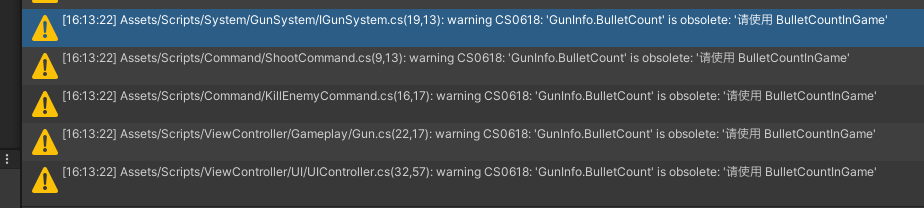 [16:13:22] Assets/Scripts/System/GunSystem/IGunSystem.cs(19,13): warning CS0618: 'GunInfo.BulletCount' is obsolete: '请使用 BulletCountInGame'
[16:13:22] Assets/Scripts/Command/ShootCommand.cs(9,13): warning CS0618: 'GunInfo.BulletCount' is obsolete: '请使用 BulletCountInGame'
[16:13:22] Assets/Scripts/Command/KillEnemyCommand.cs(16,17): warning CS0618: 'GunInfo.BulletCount' is obsolete: '请使用 BulletCountInGame'
[16:13:22] Assets/Scripts/ViewController/Gameplay/Gun.cs(22,17): warning CS0618: 'GunInfo.BulletCount' is obsolete: '请使用 BulletCountInGame'
[16:13:22] Assets/Scripts/ViewController/UI/UIController.cs(32,57): warning CS0618: 'GunInfo.BulletCount' is obsolete: '请使用 BulletCountInGame'